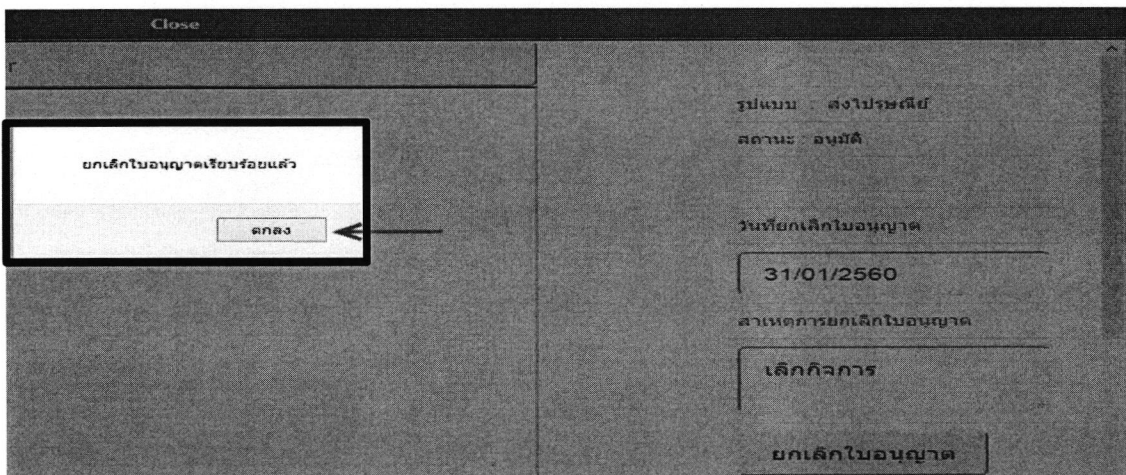 Close
r
ยกเลิกใบอนุญาตเรียบร้อยแล้ว
ตกลง
รูปแบบ : ส่งไปรษณีย์
สถานะ : อนุมัติ
วันที่ยกเลิกใบอนุญาต
31/01/2560
สาเหตุการยกเลิกใบอนุญาต
เลิกกิจการ
ยกเลิกใบอนุญาต